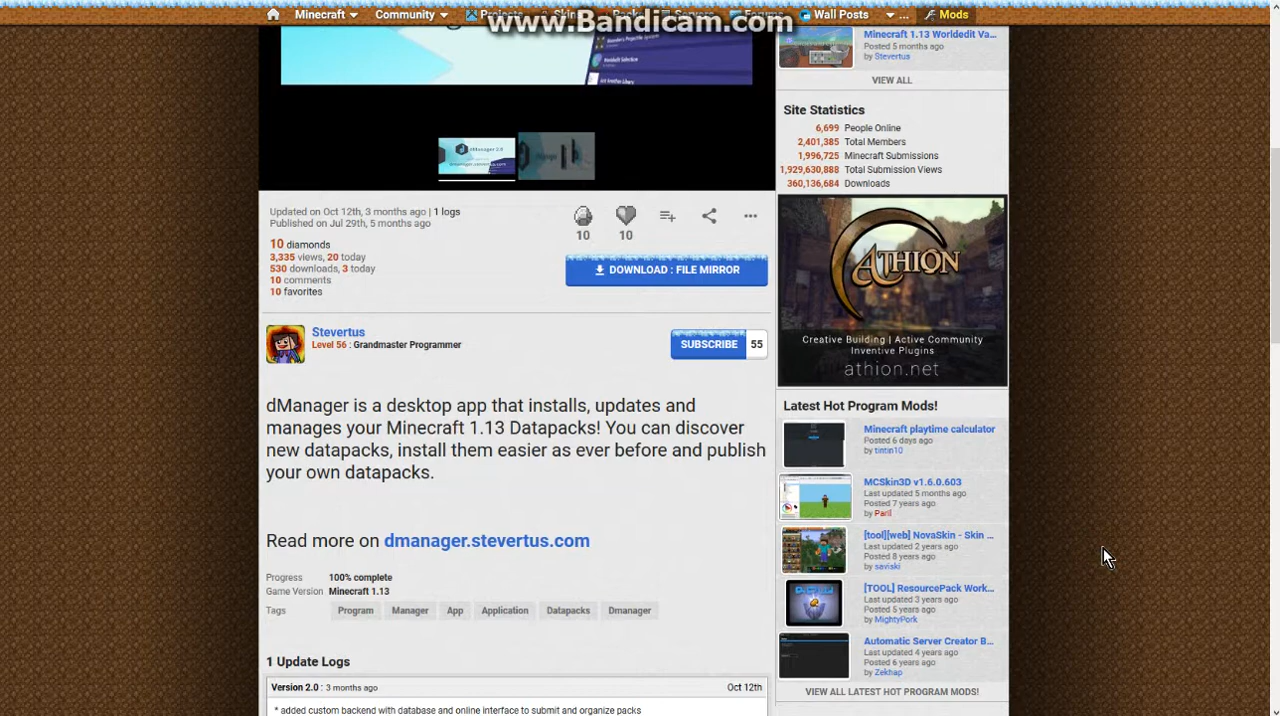 Minecraft Community Projects Wall Posts ... Mods
www.Bandicam.com
Minecraft 1.13 Worldedit Va...
Posted 5 months ago
by Stevertus
VIEW ALL
Site Statistics
6,699 People Online
2,401,385 Total Members
1,996,725 Minecraft Submissions
1,929,630,888 Total Submission Views
360,136,684 Downloads
dManager 2.0
Updated on Oct 12th, 3 months ago | 1 logs
Published on Jul 29th, 5 months ago
10 10
10 diamonds
3,335 views, 20 today
530 downloads, 3 today
10 comments
10 favorites
DOWNLOAD : FILE MIRROR
ATHION
Creative Building | Active Community
Inventive Plugins
athion.net
Stevertus
Level 56 : Grandmaster Programmer
SUBSCRIBE 55
dManager is a desktop app that installs, updates and
manages your Minecraft 1.13 Datapacks! You can discover
new datapacks, install them easier as ever before and publish
your own datapacks.
Read more on dmanager.stevertus.com
Progress 100% complete
Game Version Minecraft 1.13
Tags Program Manager App Application Datapacks Dmanager
1 Update Logs
Version 2.0 : 3 months ago Oct 12th
* added custom backend with database and online interface to submit and organize packs
Latest Hot Program Mods!
Minecraft playtime calculator
Posted 6 days ago
by tintin10
MCSkin3D v1.6.0.603
Last updated 5 months ago
Posted 7 years ago
by Paril
[tool][web] NovaSkin - Skin ...
Last updated 2 years ago
Posted 8 years ago
by saviski
[TOOL] ResourcePack Work...
Last updated 3 years ago
Posted 5 years ago
by MightyPork
Automatic Server Creator B...
Last updated 4 years ago
Posted 6 years ago
by Zekhap
VIEW ALL LATEST HOT PROGRAM MODS!